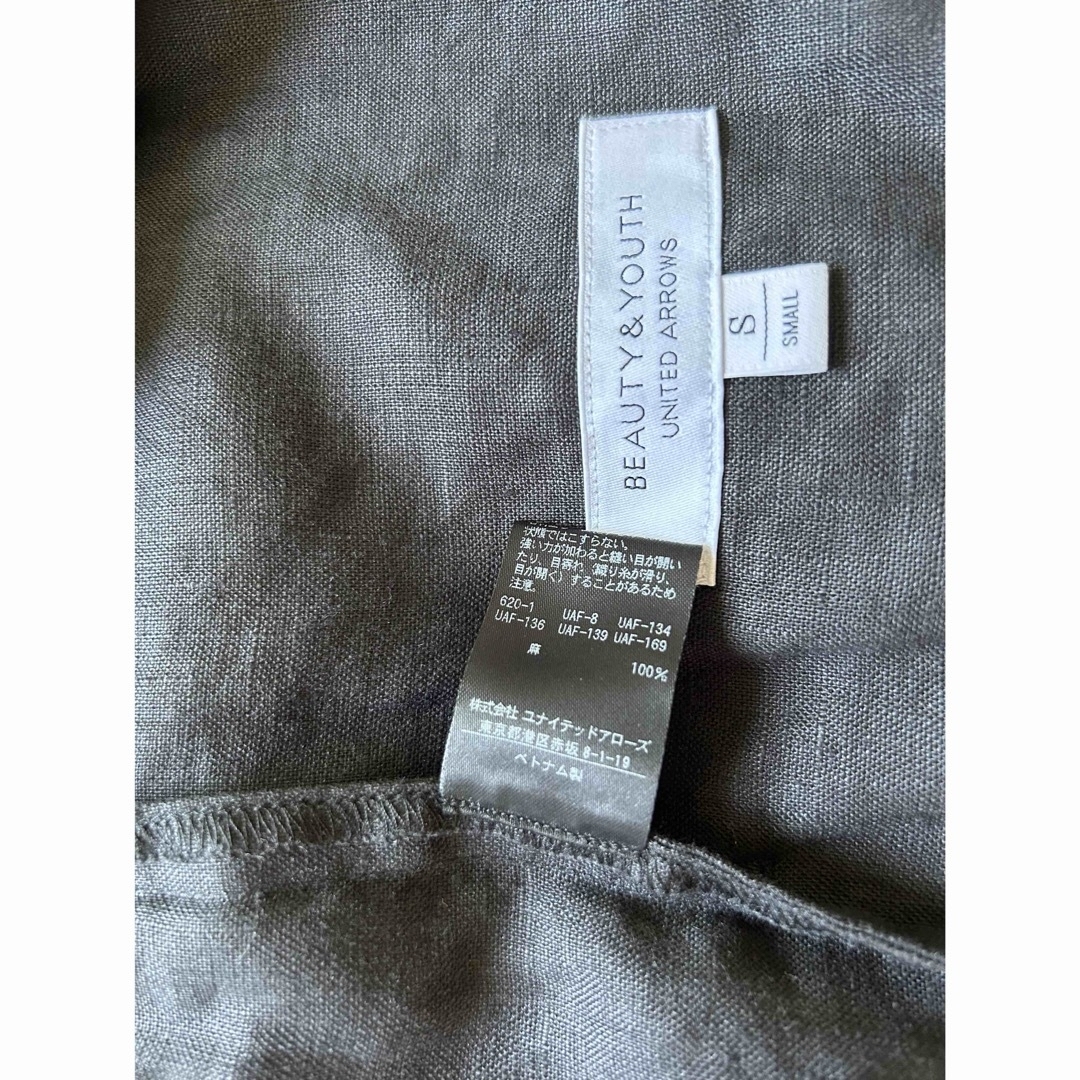 BEAUTY&YOUTH
UNITED ARROWS
S
SMALL
状態ではこすらない。
強い力が加わると縫い目が開い
たり、目寄れ（織り糸が滑り、
目が開く）することがあるため
注意。
620-1 UAF-8 UAF-134
UAF-136 UAF-139 UAF-169
麻 100%
株式会社 ユナイテッドアローズ
東京都港区赤坂 8-1-19
ベトナム製